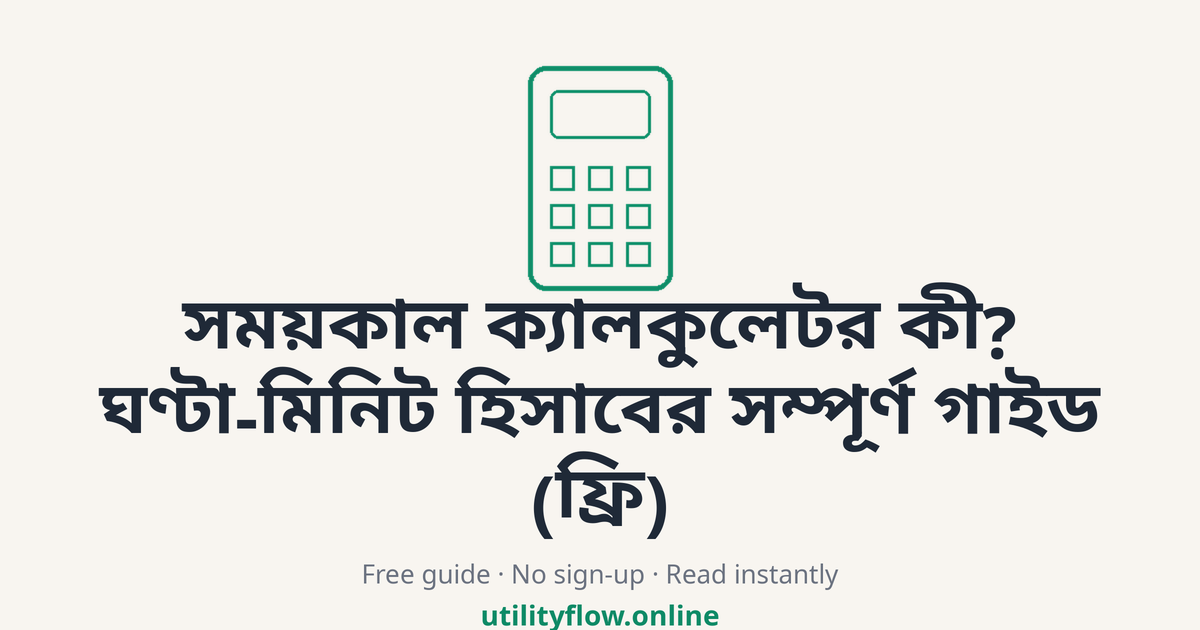 সময়কাল ক্যালকুলেটর কী?
ঘণ্টা-মিনিট হিসাবের সম্পূর্ণ গাইড
(ফ্রি)
Free guide · No sign-up · Read instantly
utilityflow.online